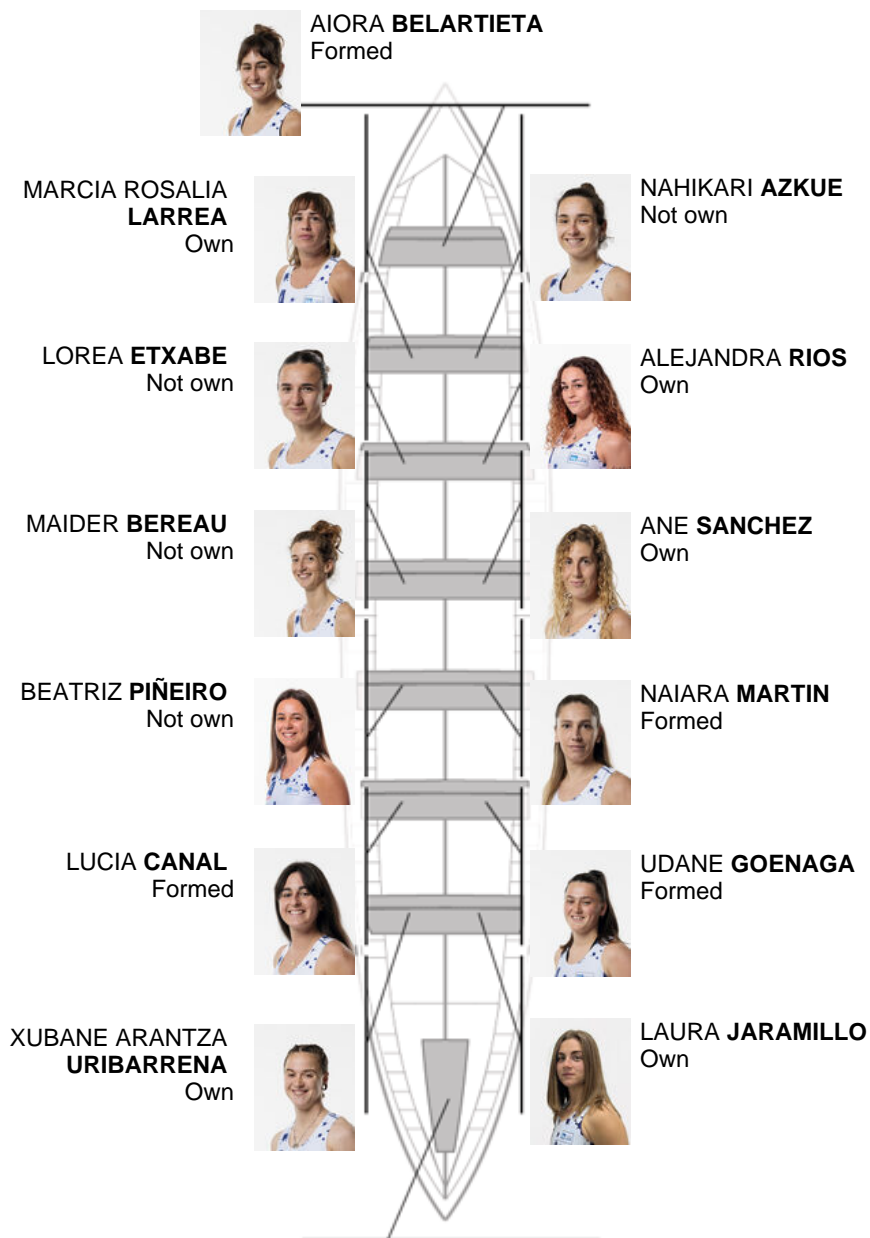 AIORA BELARTIETA
Formed
MARCIA ROSALIA
LARREA
Own
NAHIKARI AZKUE
Not own
LOREA ETXABE
Not own
ALEJANDRA RIOS
Own
MAIDER BEREAU
Not own
ANE SANCHEZ
Own
BEATRIZ PIÑEIRO
Not own
NAIARA MARTIN
Formed
LUCIA CANAL
Formed
UDANE GOENAGA
Formed
XUBANE ARANTZA
URIBARRENA
Own
LAURA JARAMILLO
Own